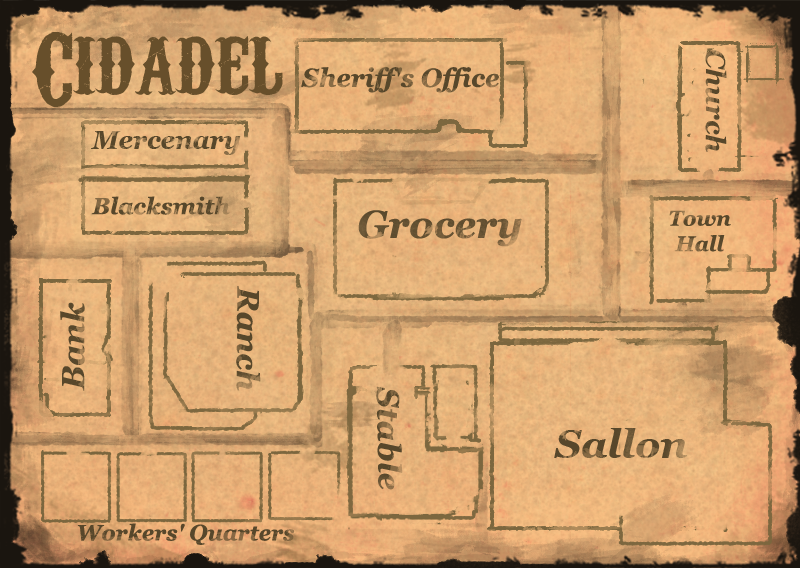 CIDADEL
Sheriff's Office
Church
Mercenary
Blacksmith
Grocery
Town
Hall
Bank
Ranch
Stable
Sallon
Workers' Quarters